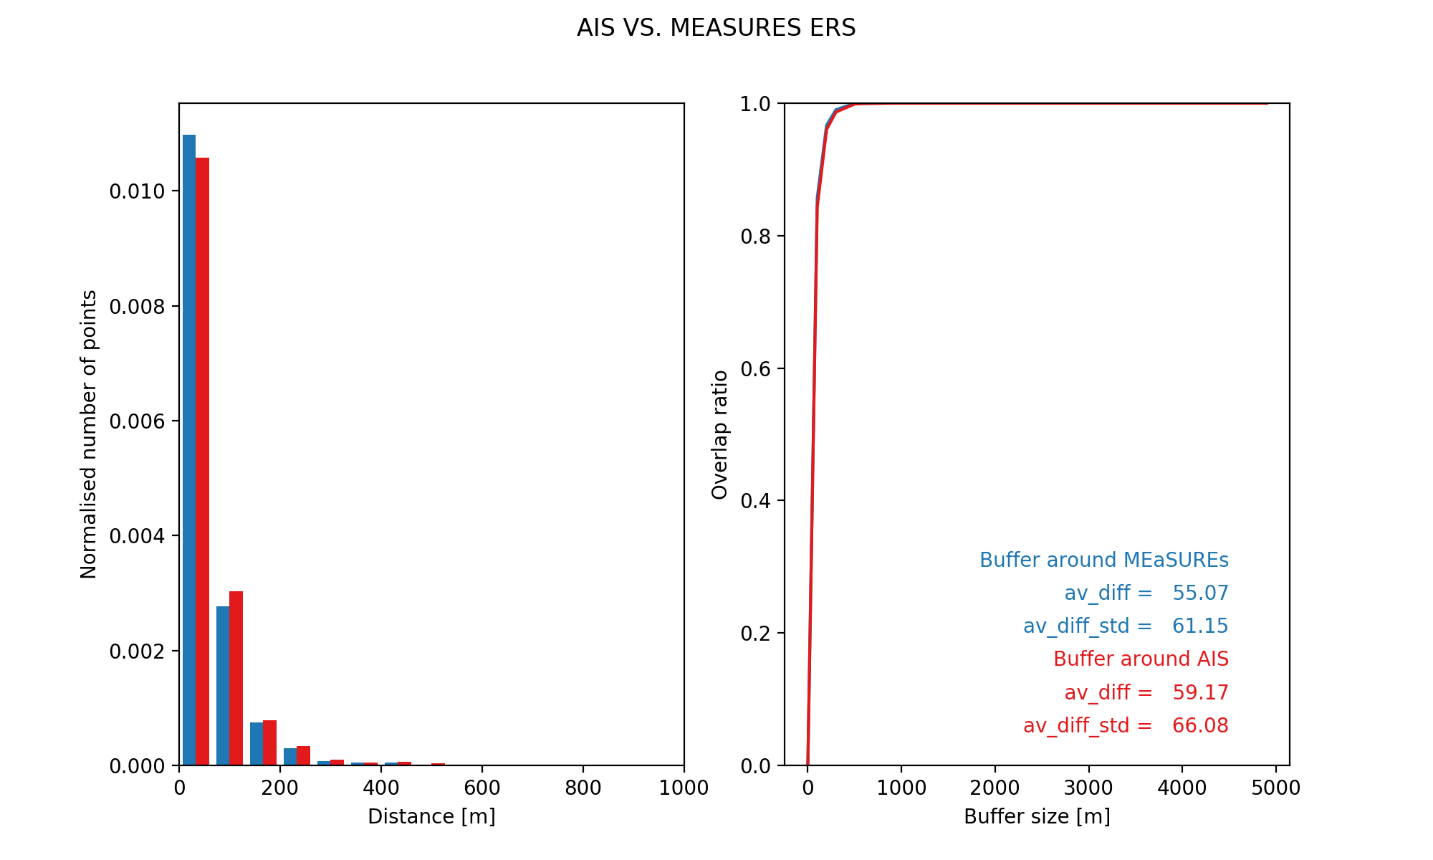 AIS VS. MEASURES ERS
Normalised number of points
0.010
0.008
0.006
0.004
0.002
0.000
0
200
400
600
800
1000
Distance [m]
Overlap ratio
1.0
0.8
0.6
0.4
0.2
0.0
Buffer around MEaSUREs
av_diff = 55.07
av_diff_std = 61.15
Buffer around AIS
av_diff = 59.17
av_diff_std = 66.08
0
1000
2000
3000
4000
5000
Buffer size [m]